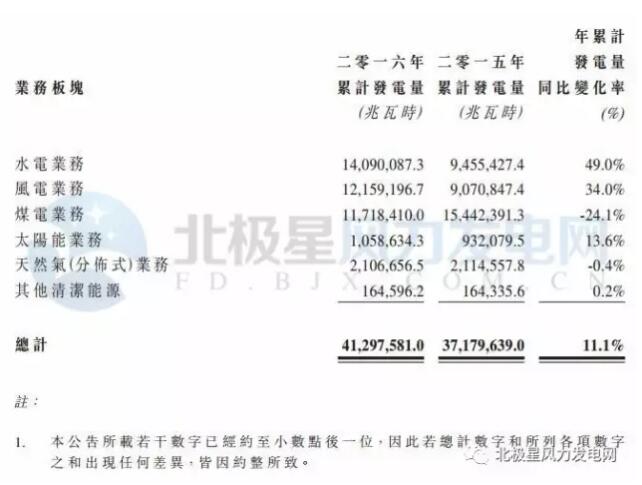 年累計
二零一六年 二零一五年 發電量
業務板塊 累計發電量 累計發電量 同比變化率
(兆瓦時) (兆瓦時) (%)
水電業務 14,090,087.3 9,455,427.4 49.0%
風電業務 12,159,196.7 9,070,847.4 34.0%
煤電業務 11,718,410.0 15,442,391.3 -24.1%
太陽能業務 1,058,634.3 932,079.5 13.6%
天然氣(分佈式)業務 2,106,656.5 2,114,557.8 -0.4%
其他清潔能源 164,596.2 164,335.6 0.2%
總計 41,297,581.0 37,179,639.0 11.1%
註：
1. 本公告所載若干數字已經約至小數點後一位，因此若總計數字和所列各項數字
之和出現任何差異，皆因約整所致。
北极星风力发电网
FD.BJX.COM.CN
北极星风力发电网